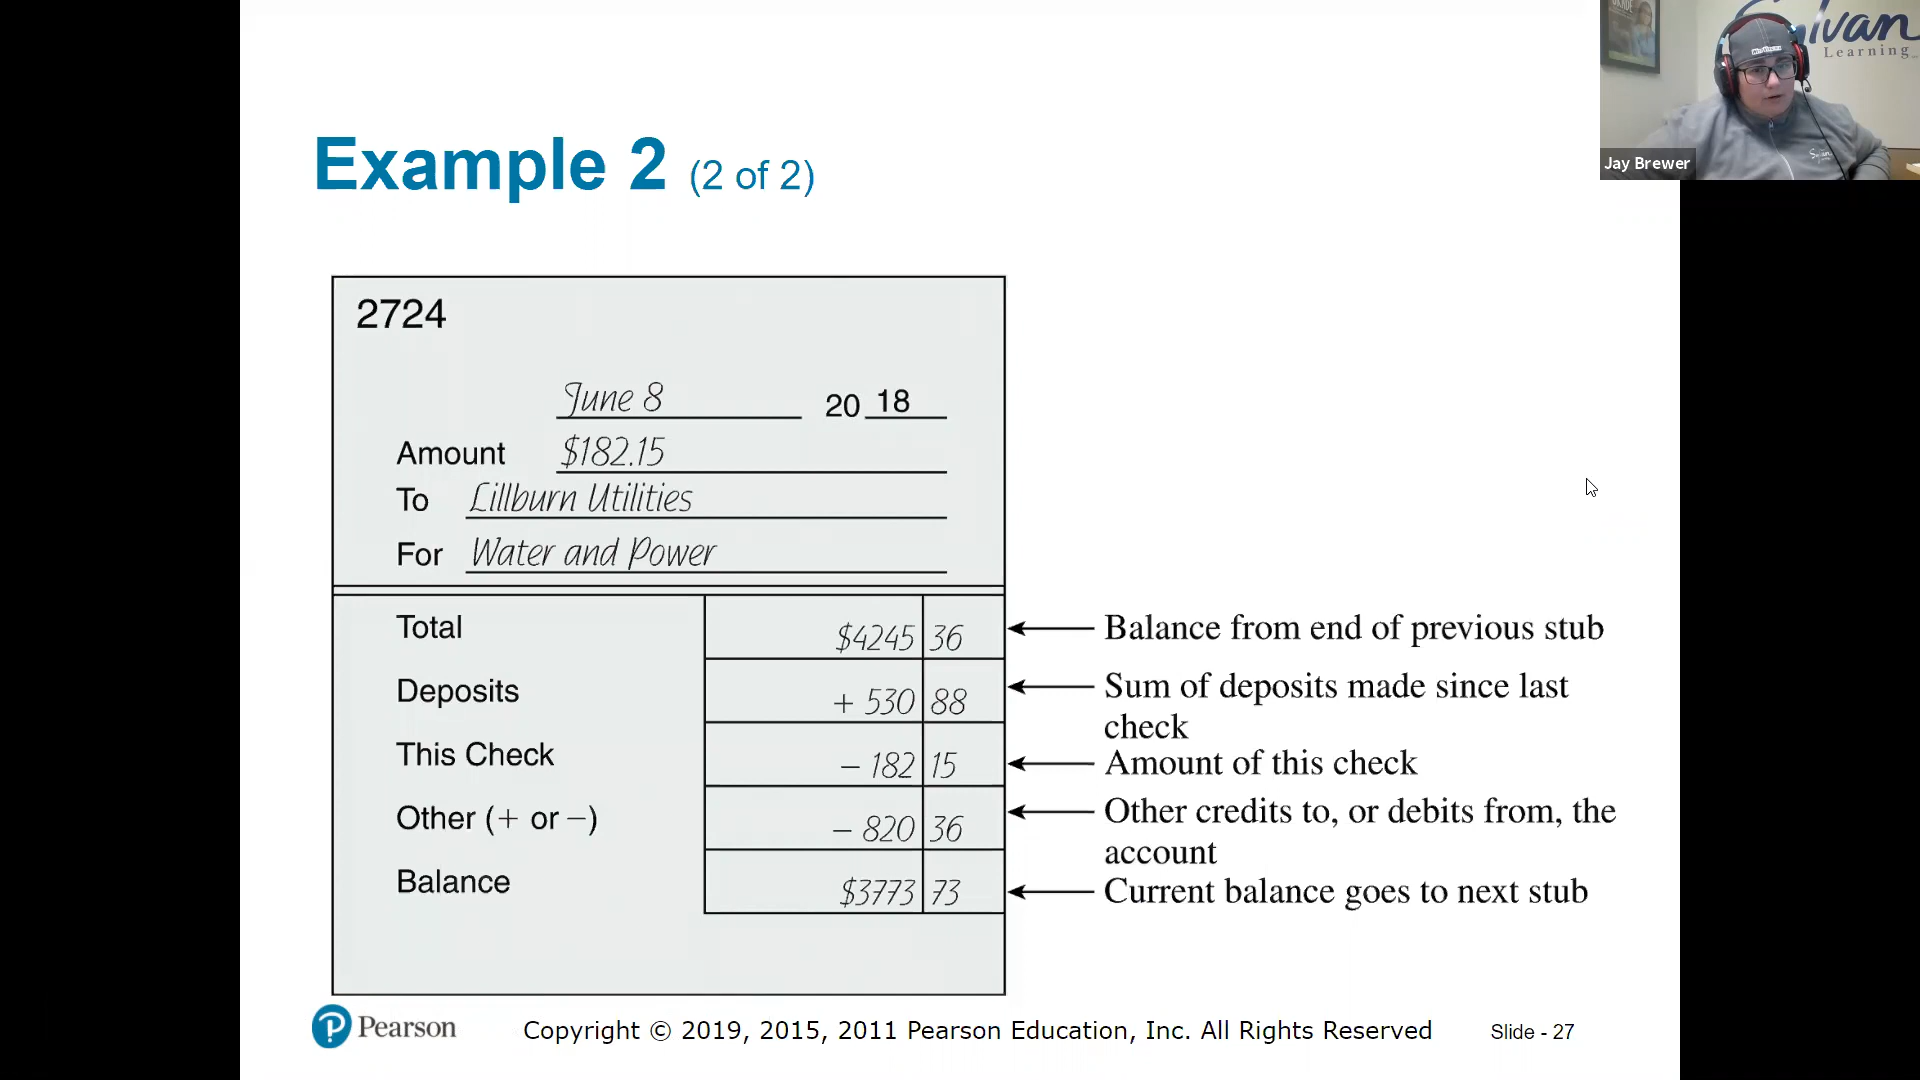 Sylvan
Learning
Jay Brewer
Example 2 (2 of 2)
2724
June 8 20 18
Amount $182.15
To Lillburn Utilities
For Water and Power
Total $4245 36 Balance from end of previous stub
Deposits + 530 88 Sum of deposits made since last
check
This Check – 182 15 Amount of this check
Other (+ or –) – 820 36 Other credits to, or debits from, the
account
Balance $3773 73 Current balance goes to next stub
Pearson Copyright © 2019, 2015, 2011 Pearson Education, Inc. All Rights Reserved Slide - 27